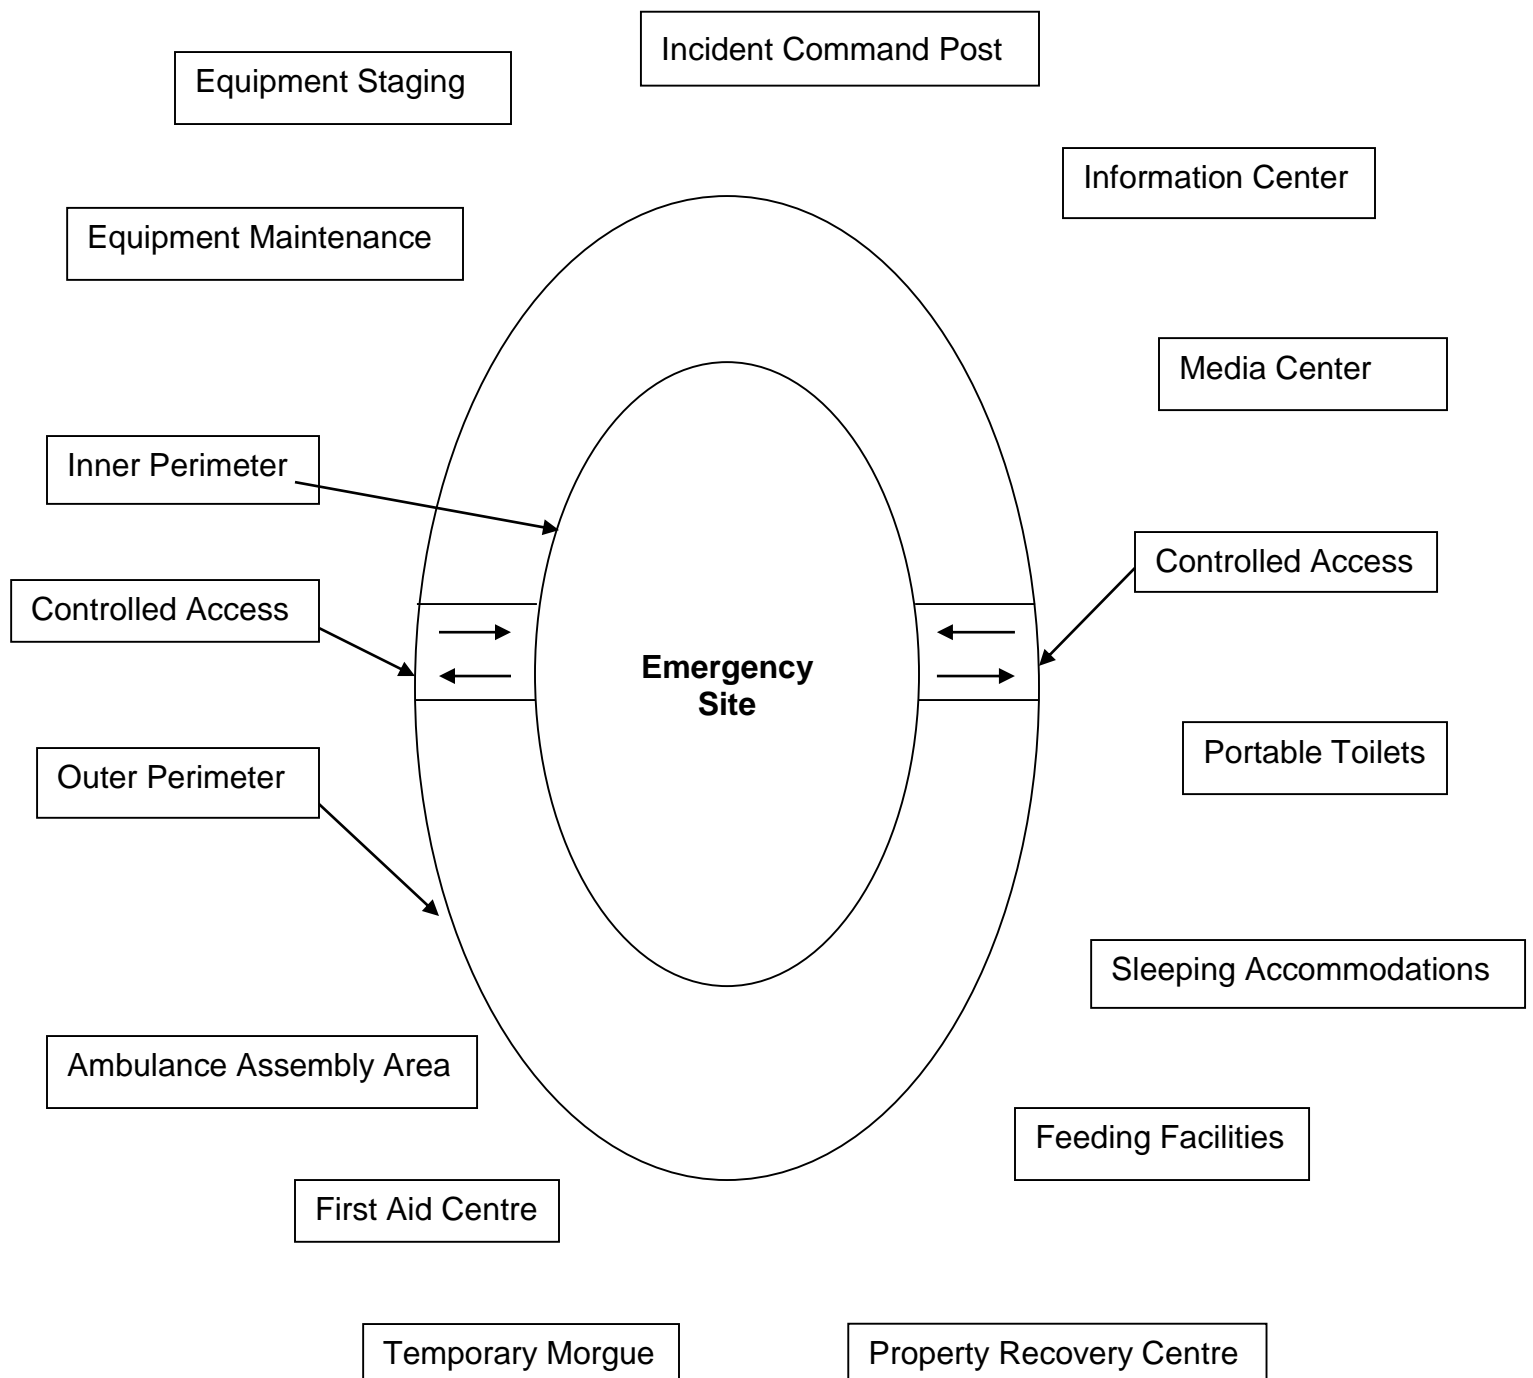 Incident Command Post
Equipment Staging
Information Center
Equipment Maintenance
Media Center
Inner Perimeter
Controlled Access
Controlled Access
Emergency
Site
Outer Perimeter
Portable Toilets
Sleeping Accommodations
Ambulance Assembly Area
Feeding Facilities
First Aid Centre
Temporary Morgue
Property Recovery Centre